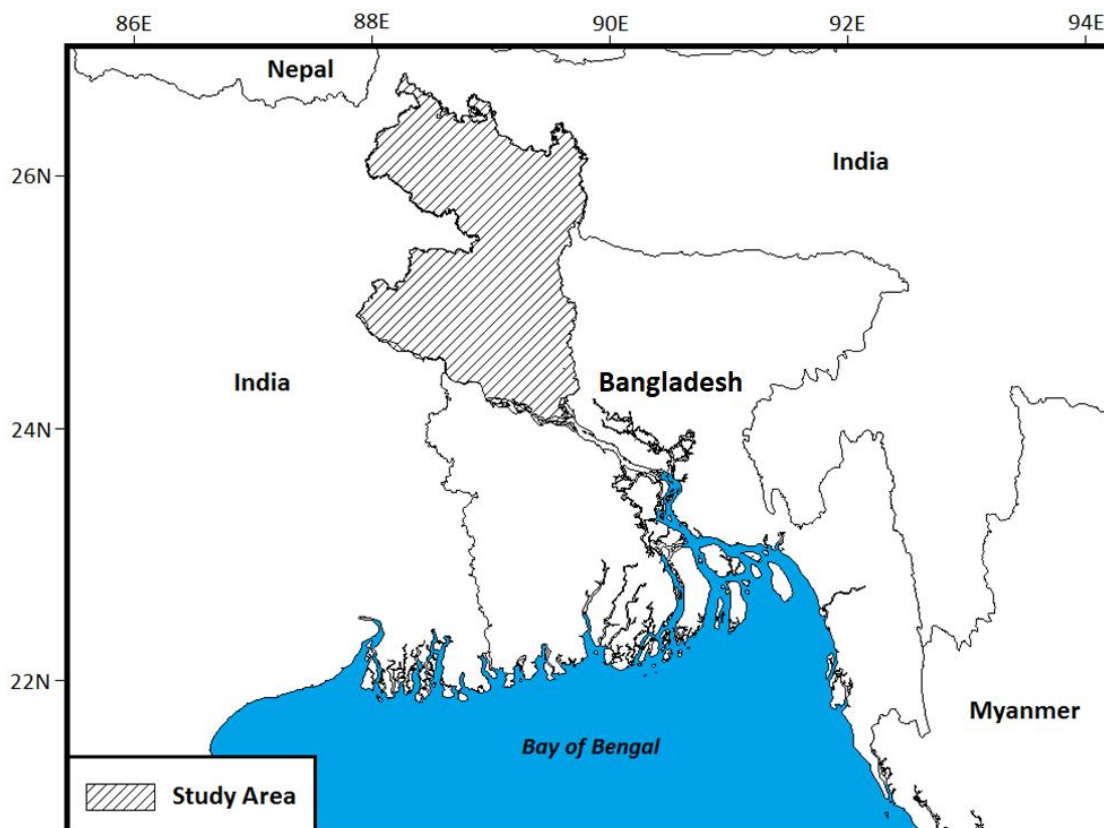 86E 88E 90E 92E 94E
Nepal
26N
India
India
Bangladesh
24N
22N
Myanmer
Bay of Bengal
Study Area